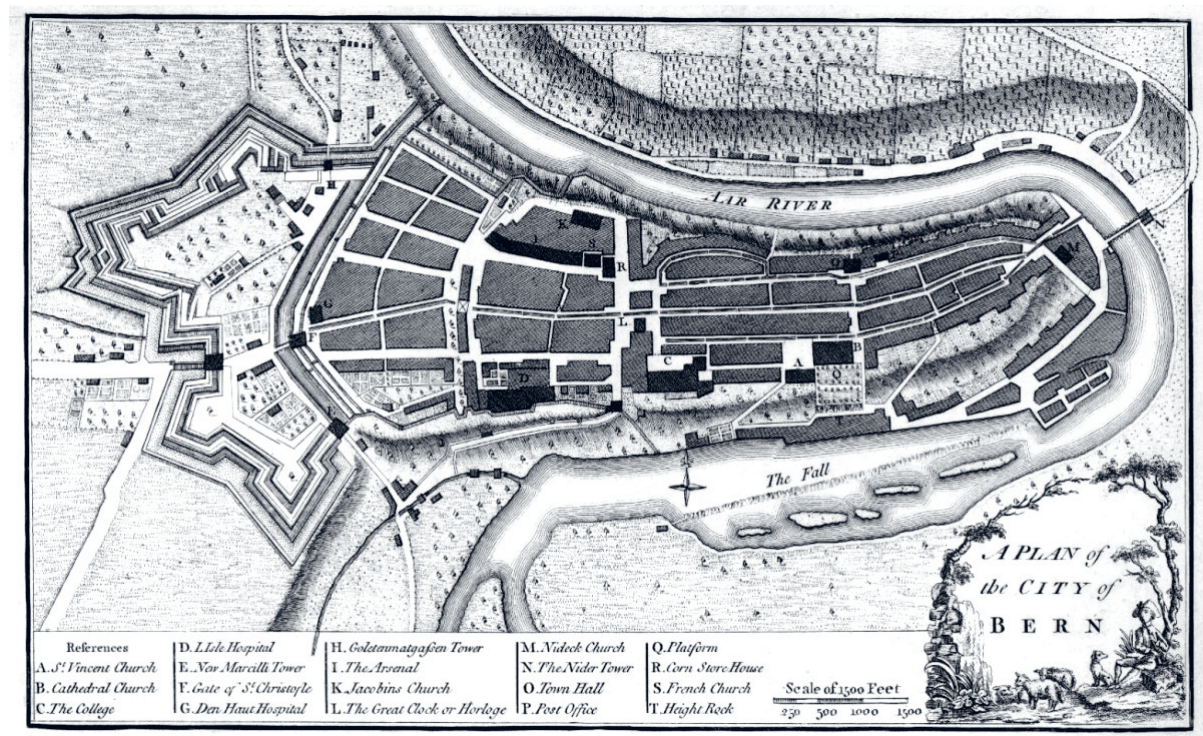 AAR RIVER
H
K
I
S
R
M
O
G
N
F
L
B
C
A
D
Q
E
T
The Fall
A PLAN of
the CITY of
BERN
References
A. St. Vincent Church
B. Cathedral Church
C. The College
D. L'Isle Hospital
E. New Marcilli Tower
F. Gate of St. Christofle
G. Den Haut Hospital
H. Goletenmatgassen Tower
I. The Arsenal
K. Jacobins Church
L. The Great Clock or Horloge
M. Nideck Church
N. The Nider Tower
O. Town Hall
P. Post Office
Q. Platform
R. Corn Store House
S. French Church
T. Height Rock
Scale of 1500 Feet
250 500 1000 1500